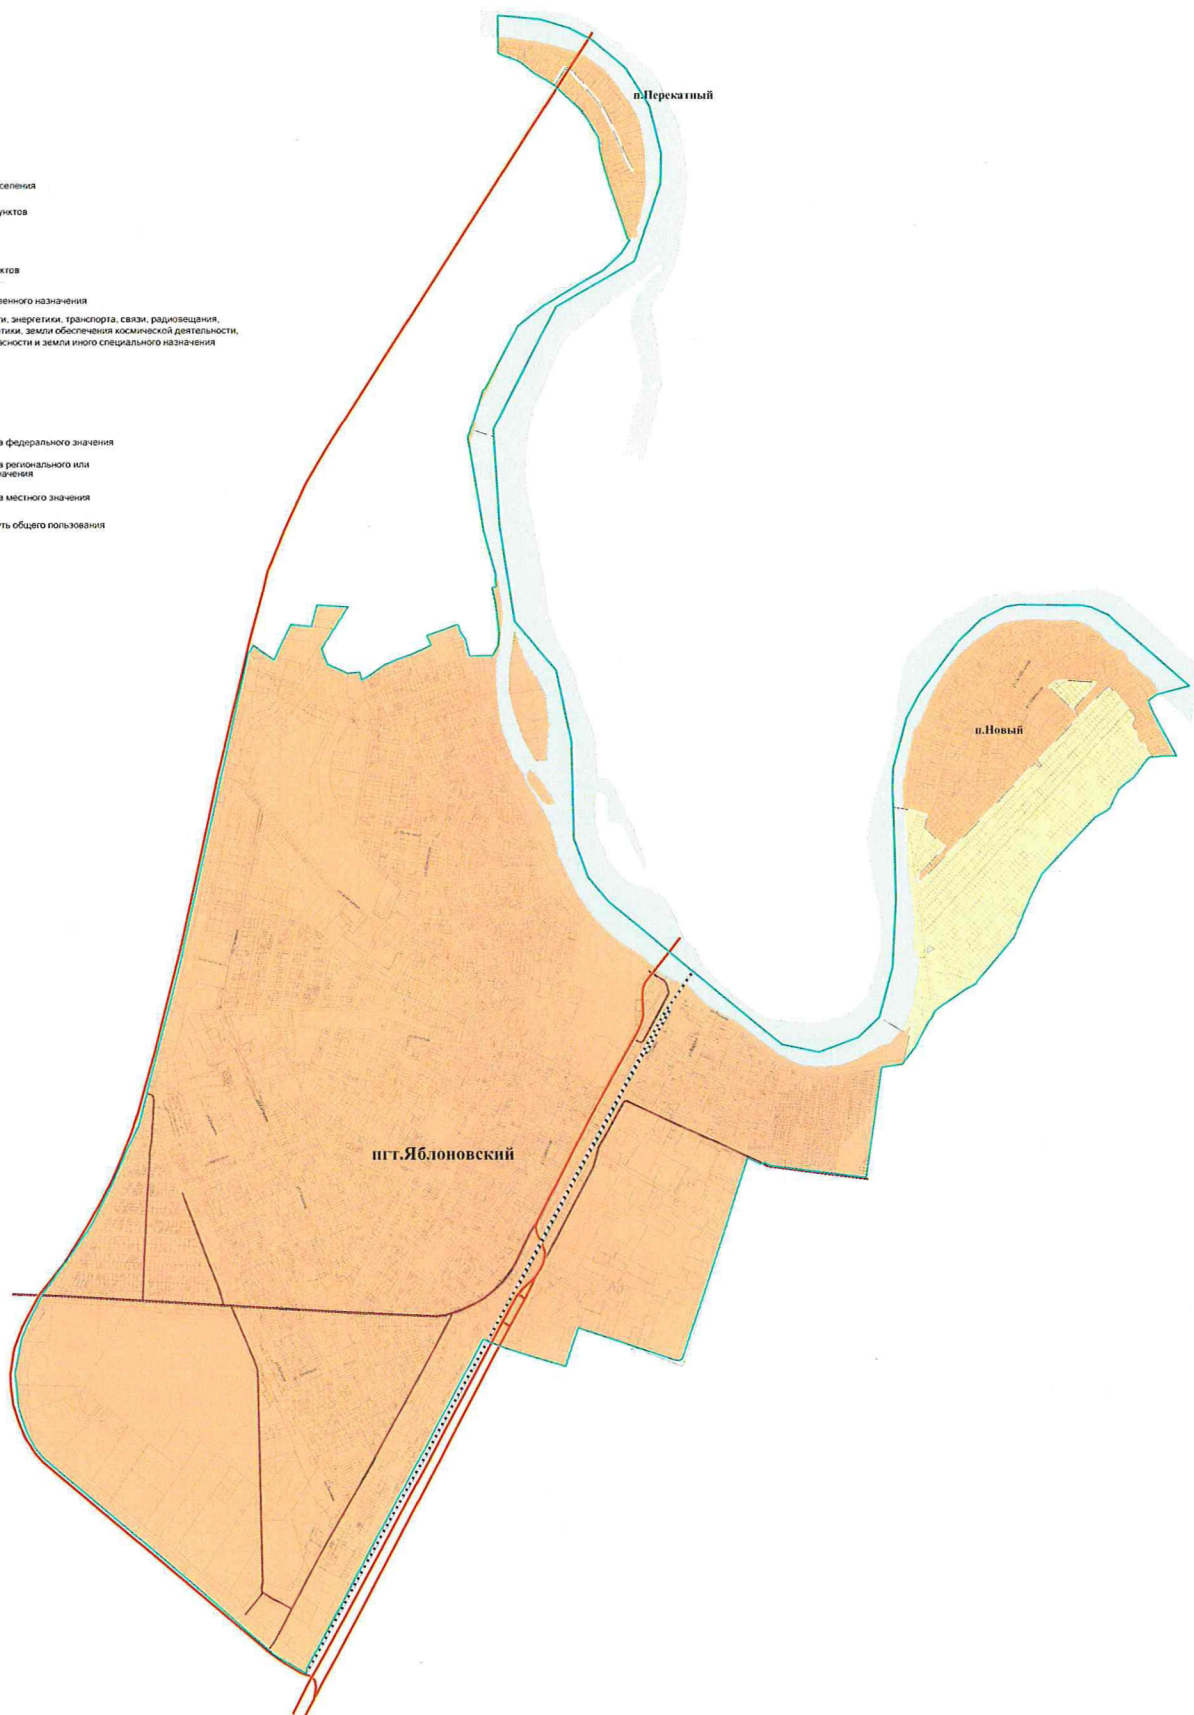 п.Перекатный
селения
унктов
ктов
венного назначения
и, энергетики, транспорта, связи, радиовещания,
тики, земли обеспечения космической деятельности,
асности и земли иного специального назначения
а федерального значения
а регионального или
начения
а местного значения
ть общего пользования
п.Новый
пгт.Яблоновский